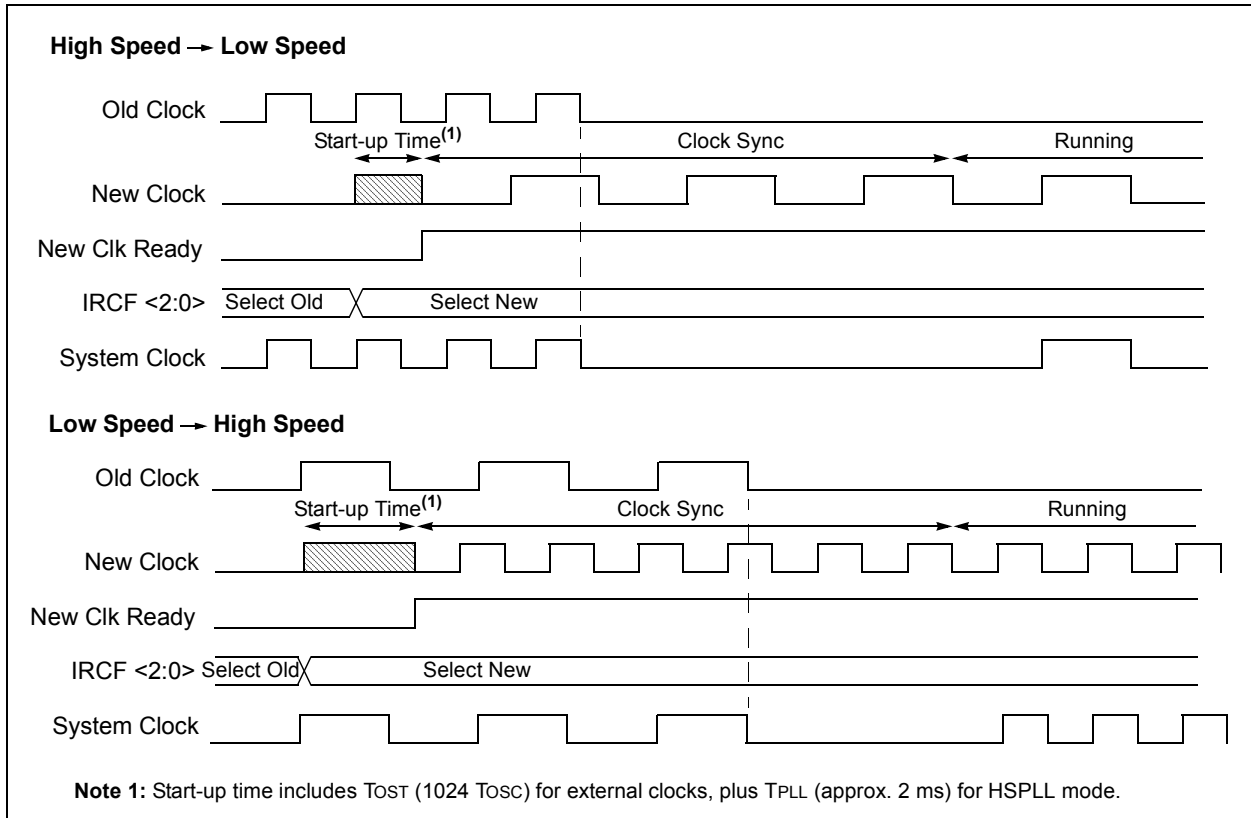 High Speed → Low Speed
Old Clock
Start-up Time(1)
Clock Sync
Running
New Clock
New Clk Ready
IRCF <2:0>
Select Old
Select New
System Clock
Low Speed → High Speed
Old Clock
Start-up Time(1)
Clock Sync
Running
New Clock
New Clk Ready
IRCF <2:0>
Select Old
Select New
System Clock
Note 1: Start-up time includes TOST (1024 TOSC) for external clocks, plus TPLL (approx. 2 ms) for HSPLL mode.